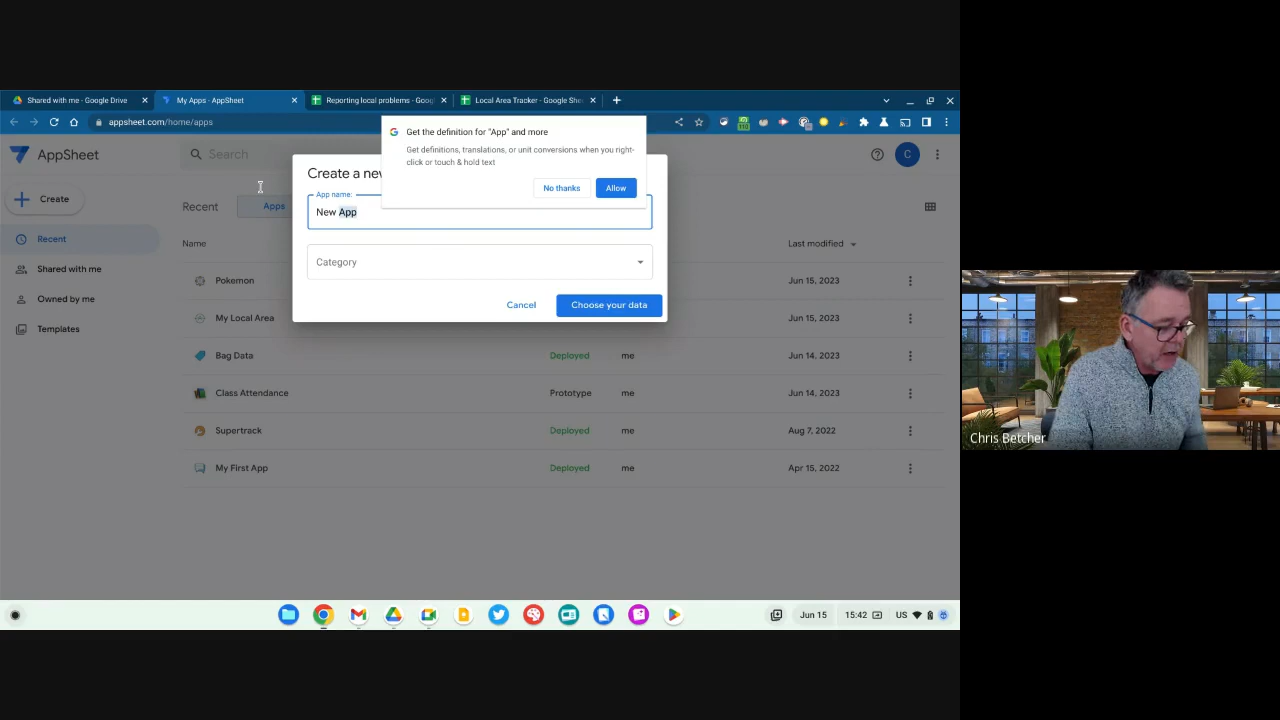 Shared with me - Google Drive
My Apps - AppSheet
Reporting local problems - Goog
Local Area Tracker - Google She
appsheet.com/home/apps
Get the definition for "App" and more
Get definitions, translations, or unit conversions when you right-
click or touch & hold text
No thanks
Allow
AppSheet
Search
C
Create a new
App name:
New App
Category
Cancel
Choose your data
Create
Recent
Shared with me
Owned by me
Templates
Recent
Apps
Name
Last modified
Pokemon
Jun 15, 2023
My Local Area
Jun 15, 2023
Bag Data
Deployed
me
Jun 14, 2023
Class Attendance
Prototype
me
Jun 14, 2023
Supertrack
Deployed
me
Aug 7, 2022
My First App
Deployed
me
Apr 15, 2022
Jun 15
15:42
US
Chris Betcher